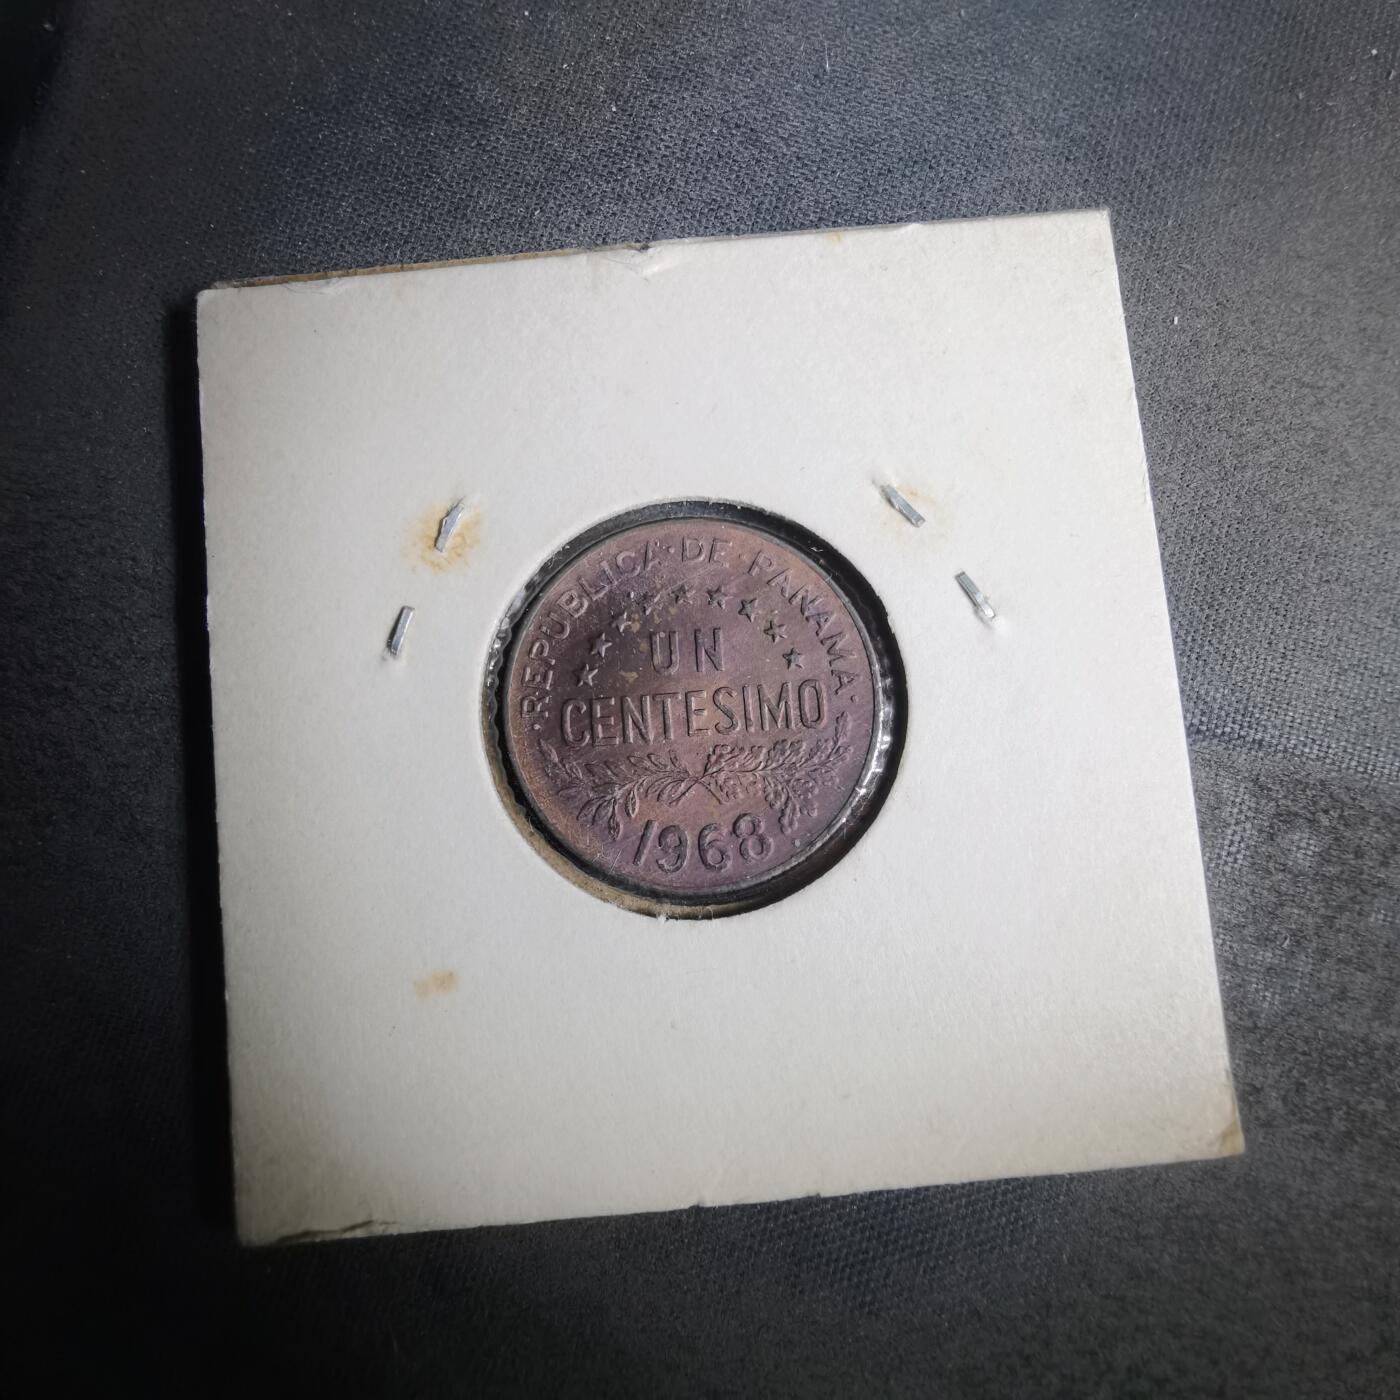 ·REPUBLICA·DE PANAMA·
UN
CENTESIMO
1968